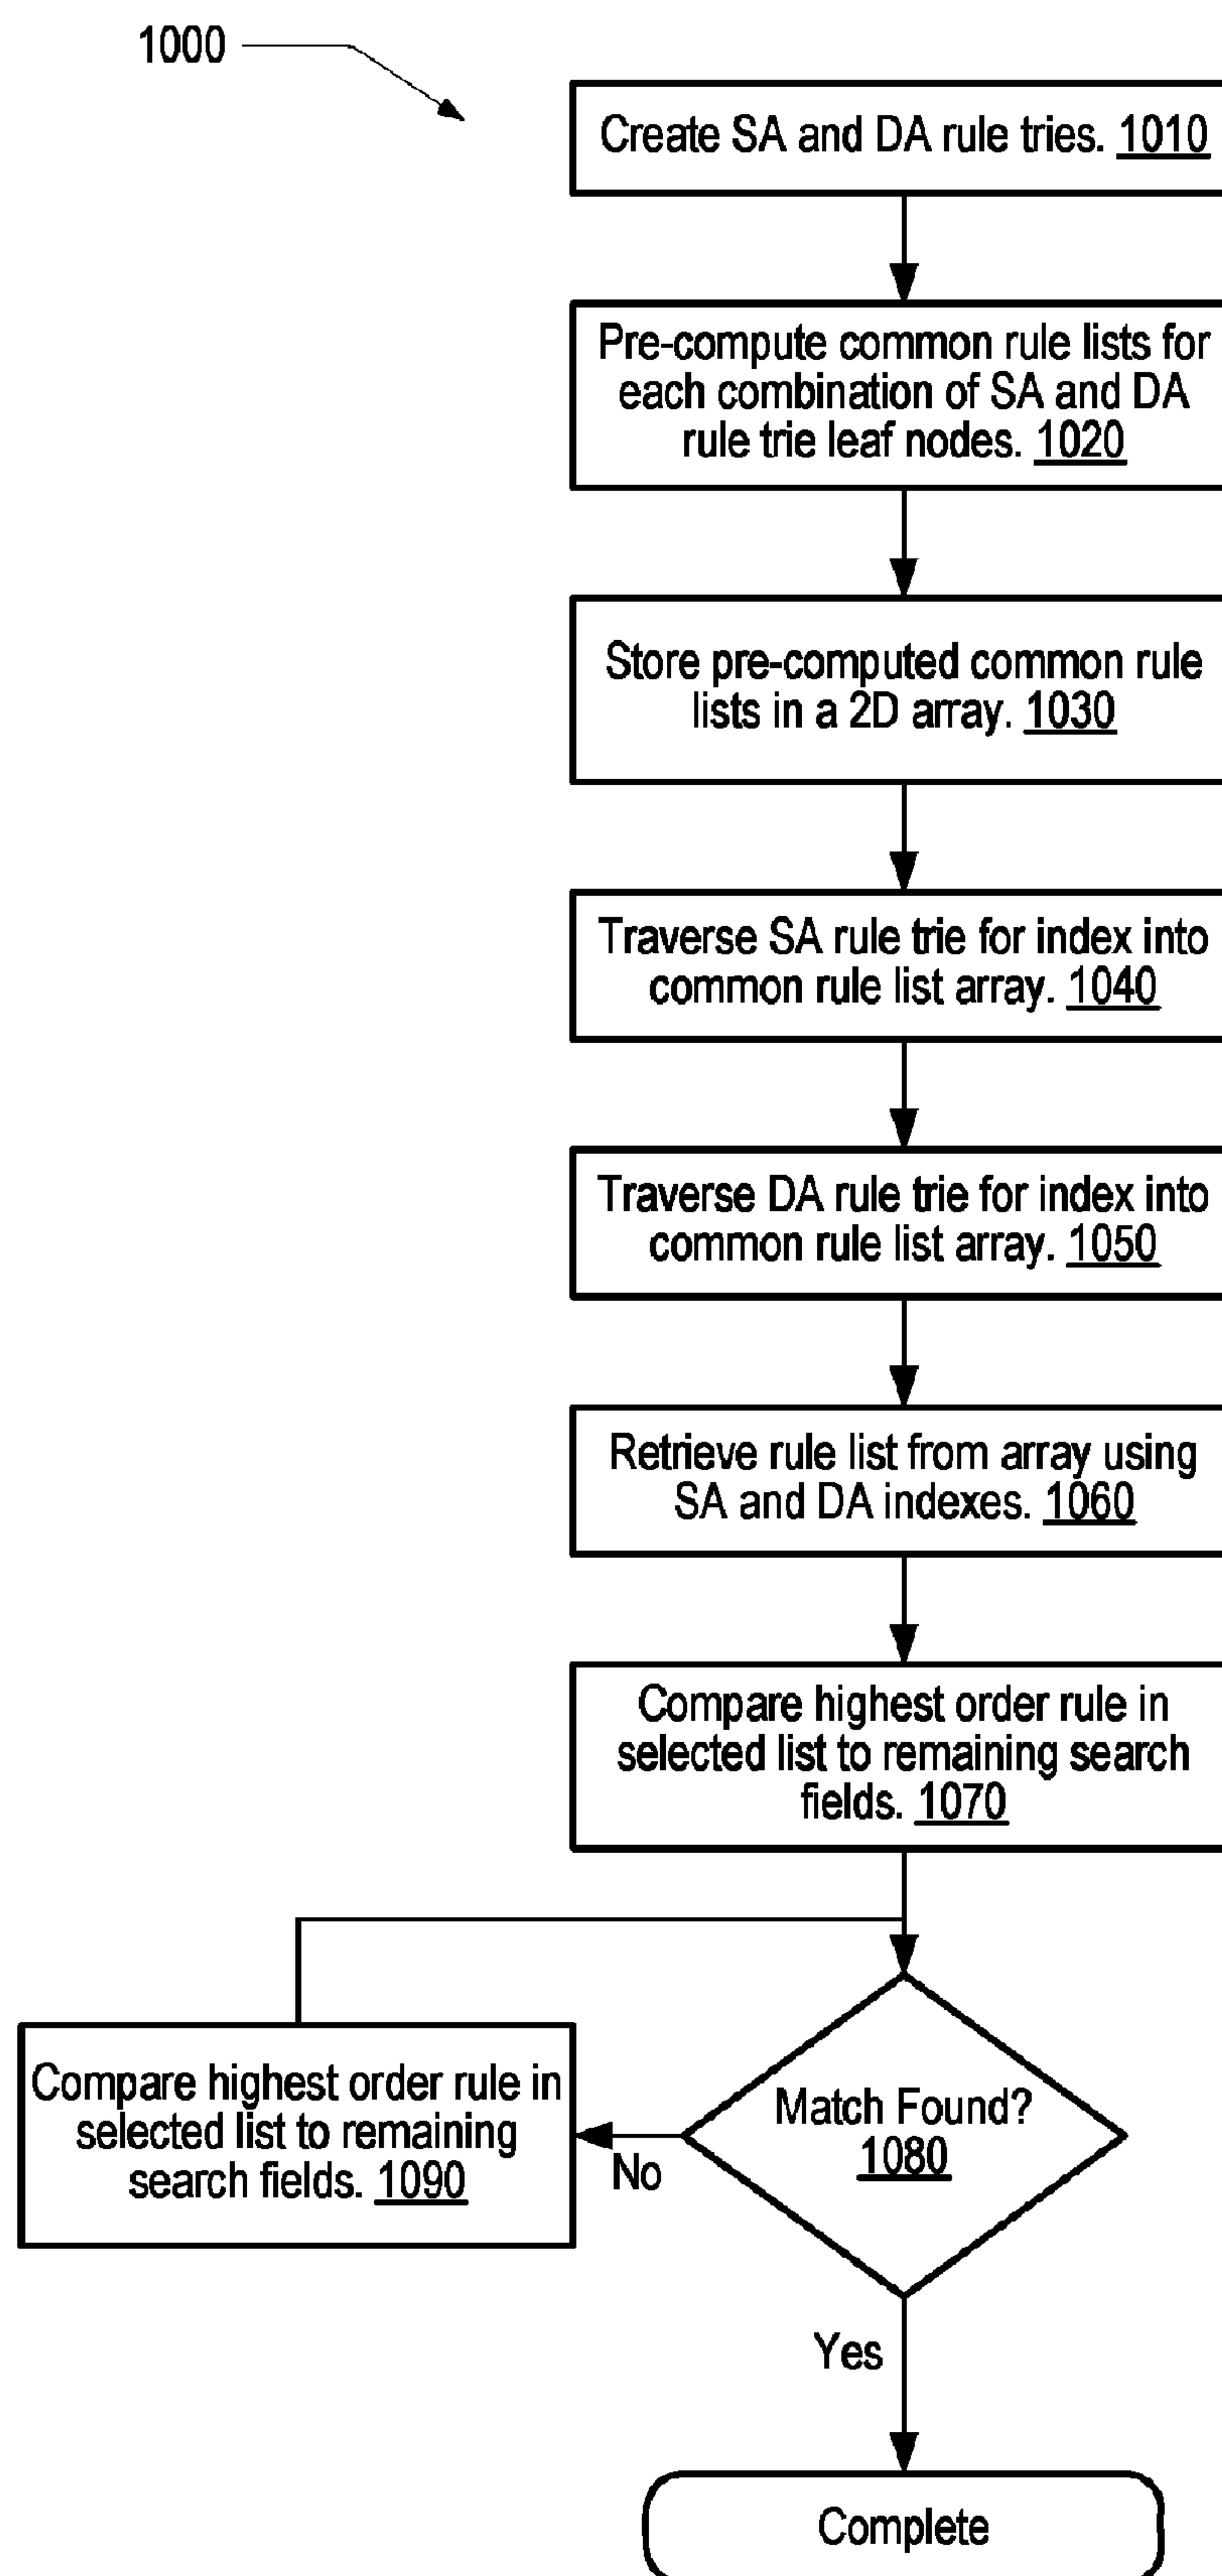 1000
Create SA and DA rule tries. 1010
Pre-compute common rule lists for
each combination of SA and DA
rule trie leaf nodes. 1020
Store pre-computed common rule
lists in a 2D array. 1030
Traverse SA rule trie for index into
common rule list array. 1040
Traverse DA rule trie for index into
common rule list array. 1050
Retrieve rule list from array using
SA and DA indexes. 1060
Compare highest order rule in
selected list to remaining search
fields. 1070
Match Found?
1080
No
Compare highest order rule in
selected list to remaining
search fields. 1090
Yes
Complete